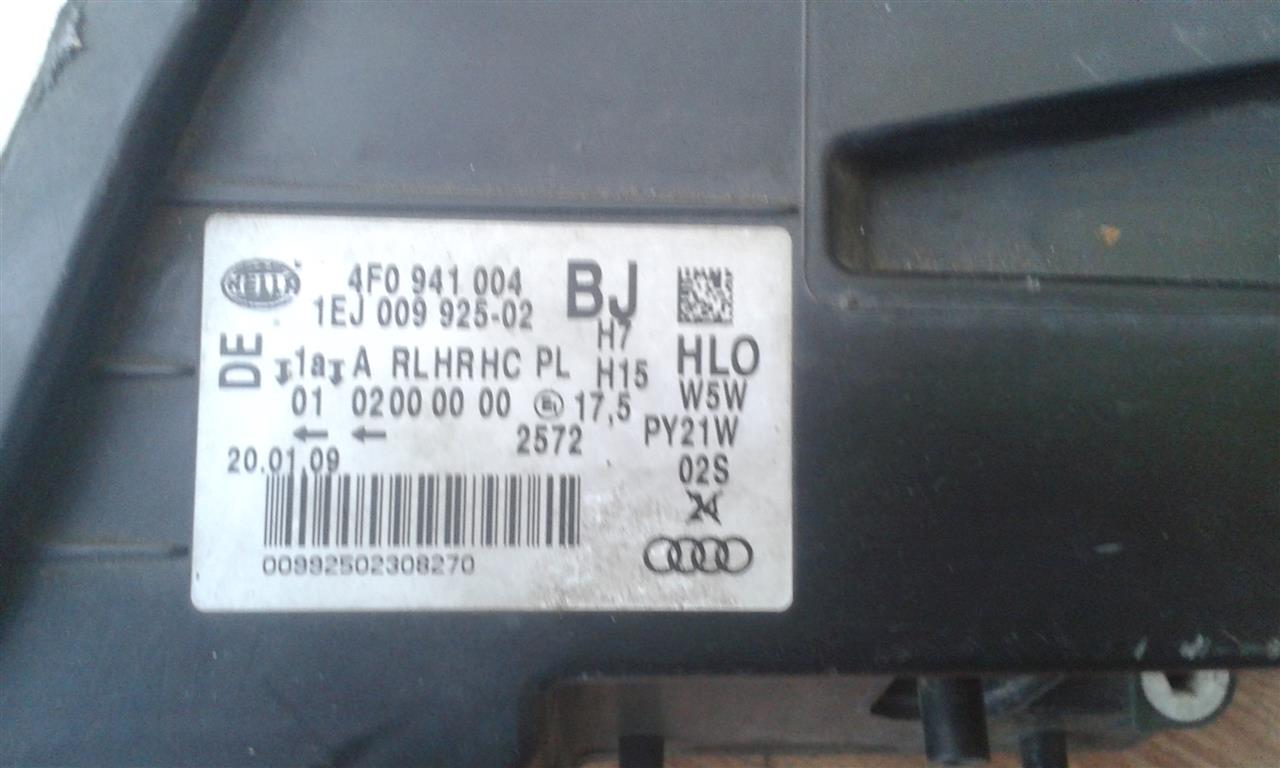 HELLA
4F0 941 004
BJ
1EJ 009 925-02
H7
DE
1a A RLHRHC PL
H15
HLO
01 0200 00 00 E1 17,5
W5W
2572
PY21W
20.01.09
02S
00992502308270